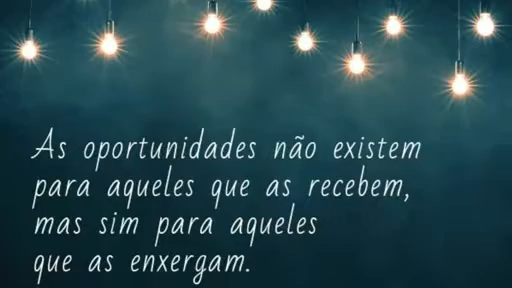 As oportunidades não existem
para aqueles que as recebem,
mas sim para aqueles
que as enxergam.